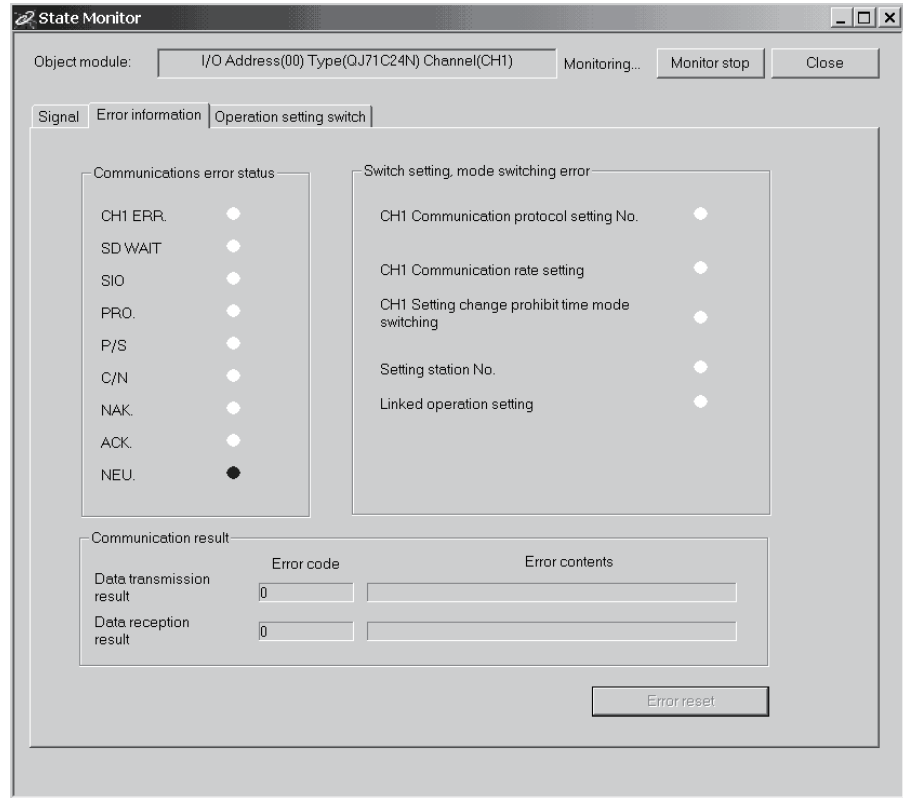 State Monitor
Object module:
I/O Address(00) Type(QJ71C24N) Channel(CH1)
Monitoring...
Monitor stop
Close
Signal
Error information
Operation setting switch
Communications error status
CH1 ERR.
SD WAIT
SIO
PRO.
P/S
C/N
NAK.
ACK.
NEU.
Switch setting, mode switching error
CH1 Communication protocol setting No.
CH1 Communication rate setting
CH1 Setting change prohibit time mode
switching
Setting station No.
Linked operation setting
Communication result
Error code
Error contents
Data transmission
result
0
Data reception
result
0
Error reset